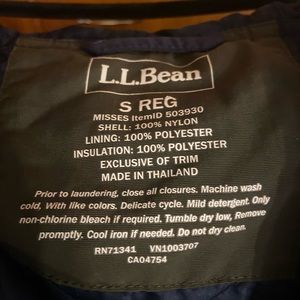 L.L.Bean
S REG
MISSES ItemID 503930
SHELL: 100% NYLON
LINING: 100% POLYESTER
INSULATION: 100% POLYESTER
EXCLUSIVE OF TRIM
MADE IN THAILAND
Prior to laundering, close all closures. Machine wash
cold, With like colors. Delicate cycle. Mild detergent. Only
non-chlorine bleach if required. Tumble dry low, Remove
promptly. Cool iron if needed. Do not dry clean.
RN71341 VN1003707
CA04754